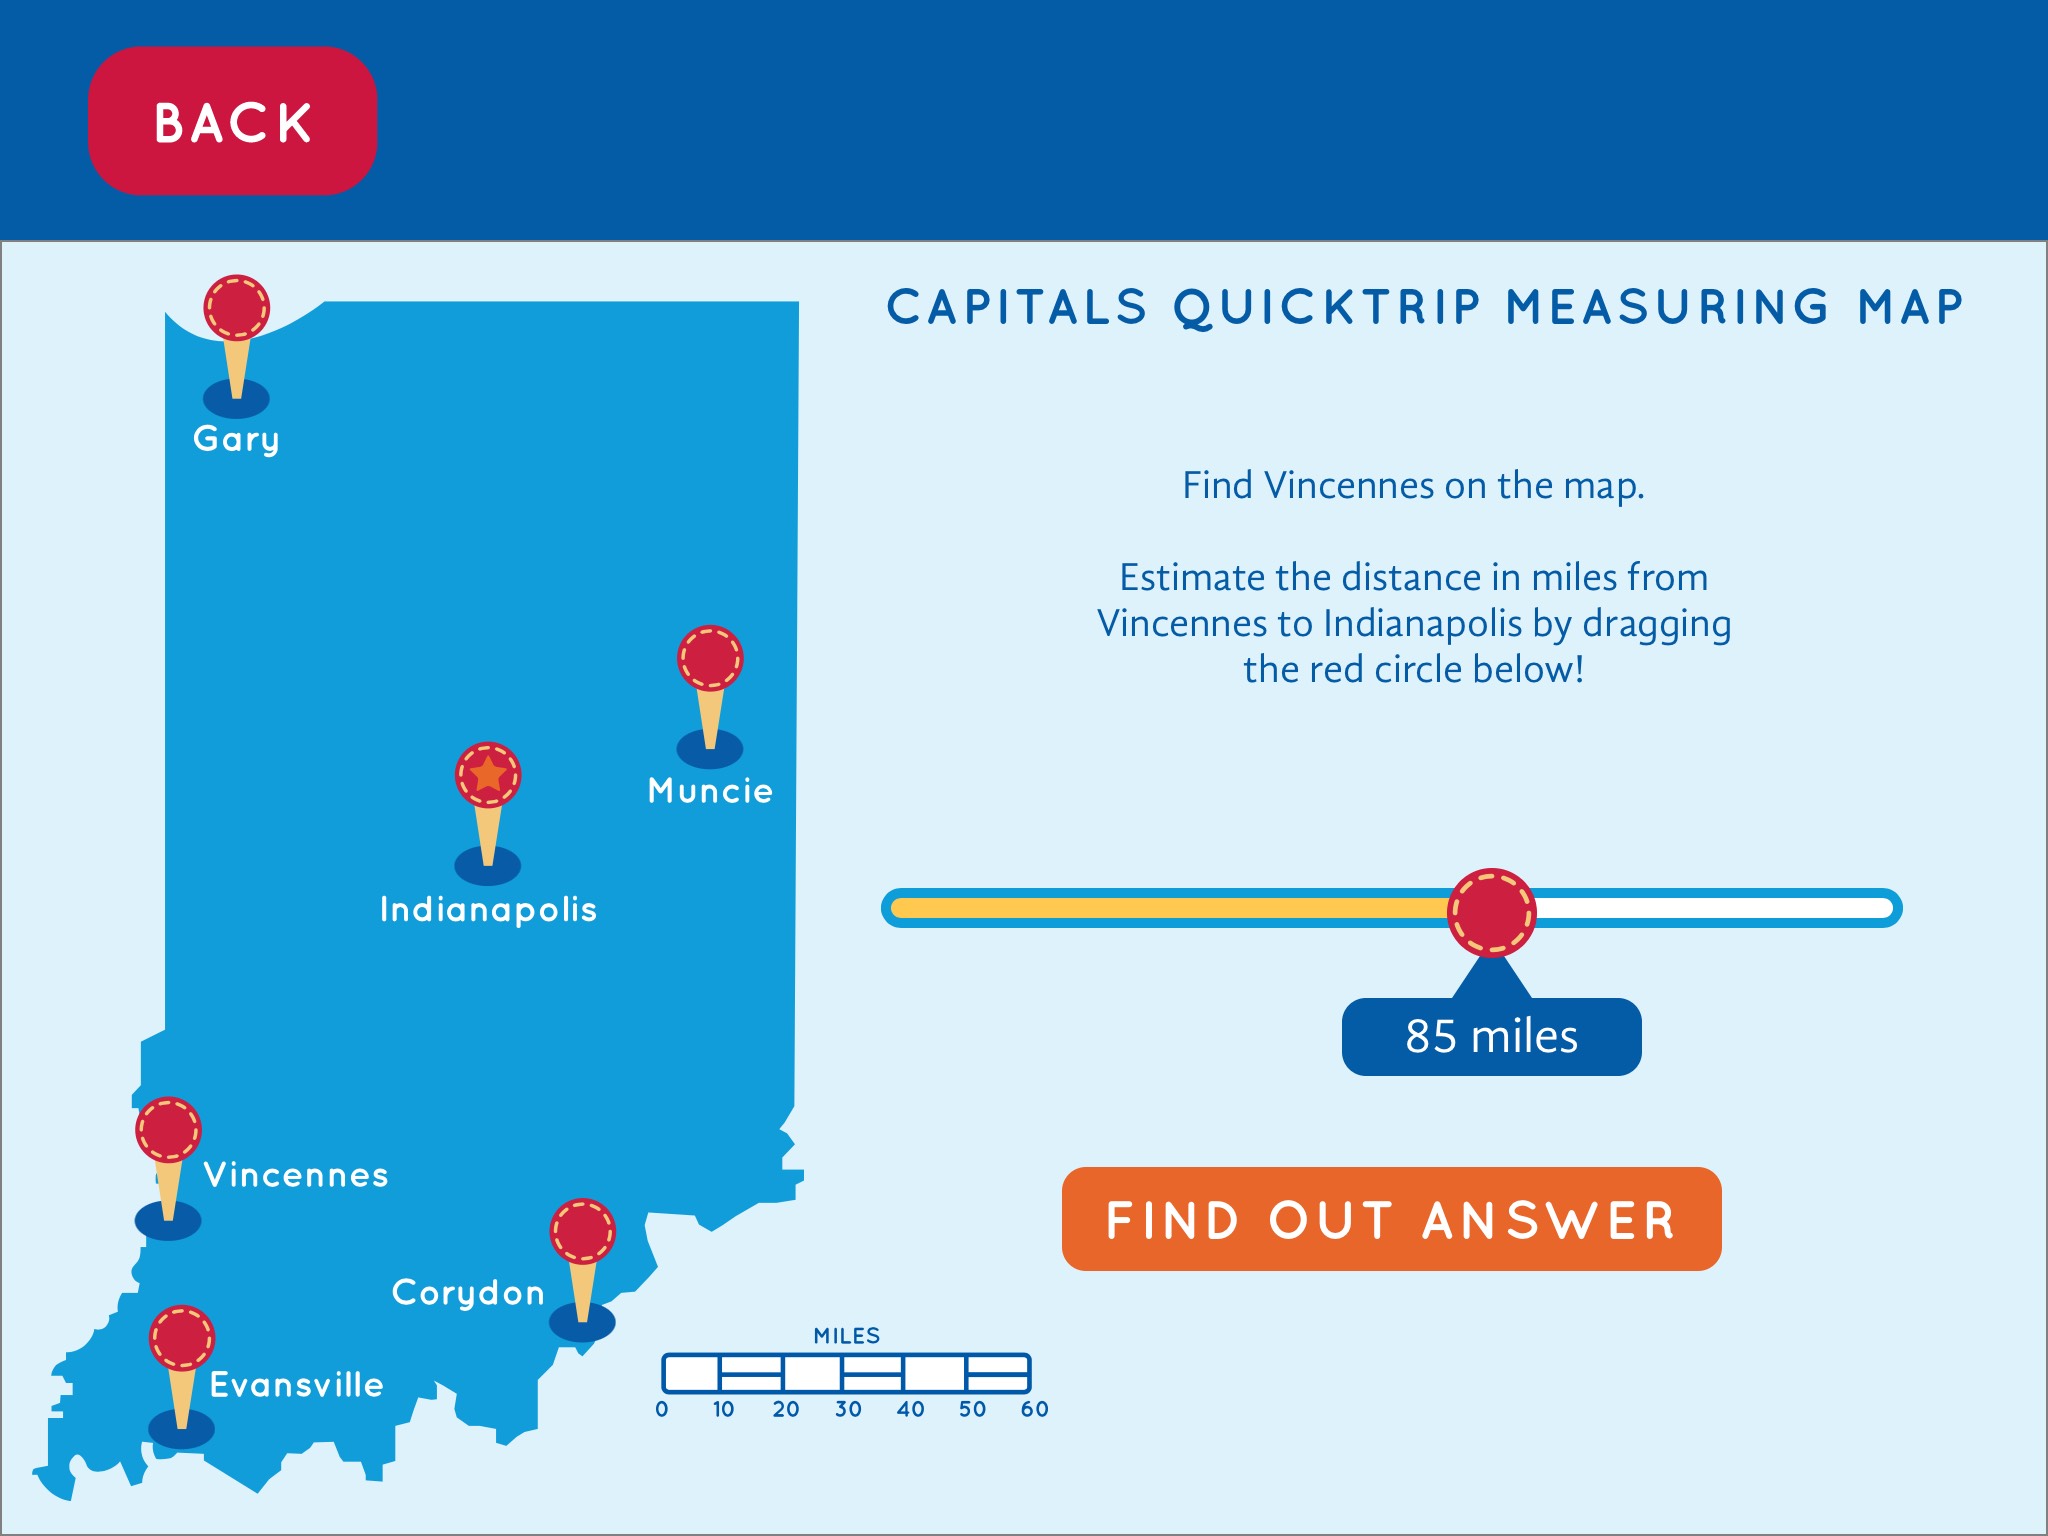 BACK
CAPITALS QUICKTRIP MEASURING MAP
Find Vincennes on the map.
Estimate the distance in miles from
Vincennes to Indianapolis by dragging
the red circle below!
85 miles
FIND OUT ANSWER
Gary
Muncie
Indianapolis
Vincennes
Corydon
Evansville
MILES
0 10 20 30 40 50 60